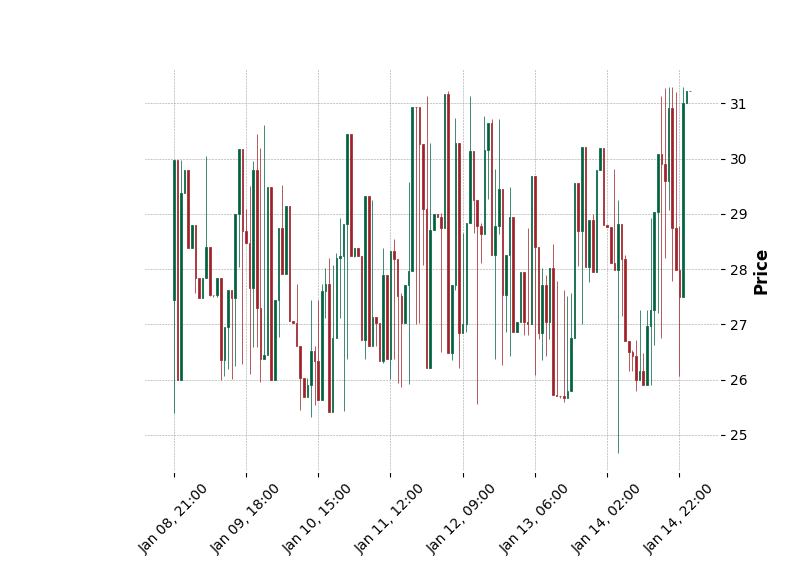 31
30
29
28
27
26
25
Price
Jan 08, 21:00
Jan 09, 18:00
Jan 10, 15:00
Jan 11, 12:00
Jan 12, 09:00
Jan 13, 06:00
Jan 14, 02:00
Jan 14, 22:00